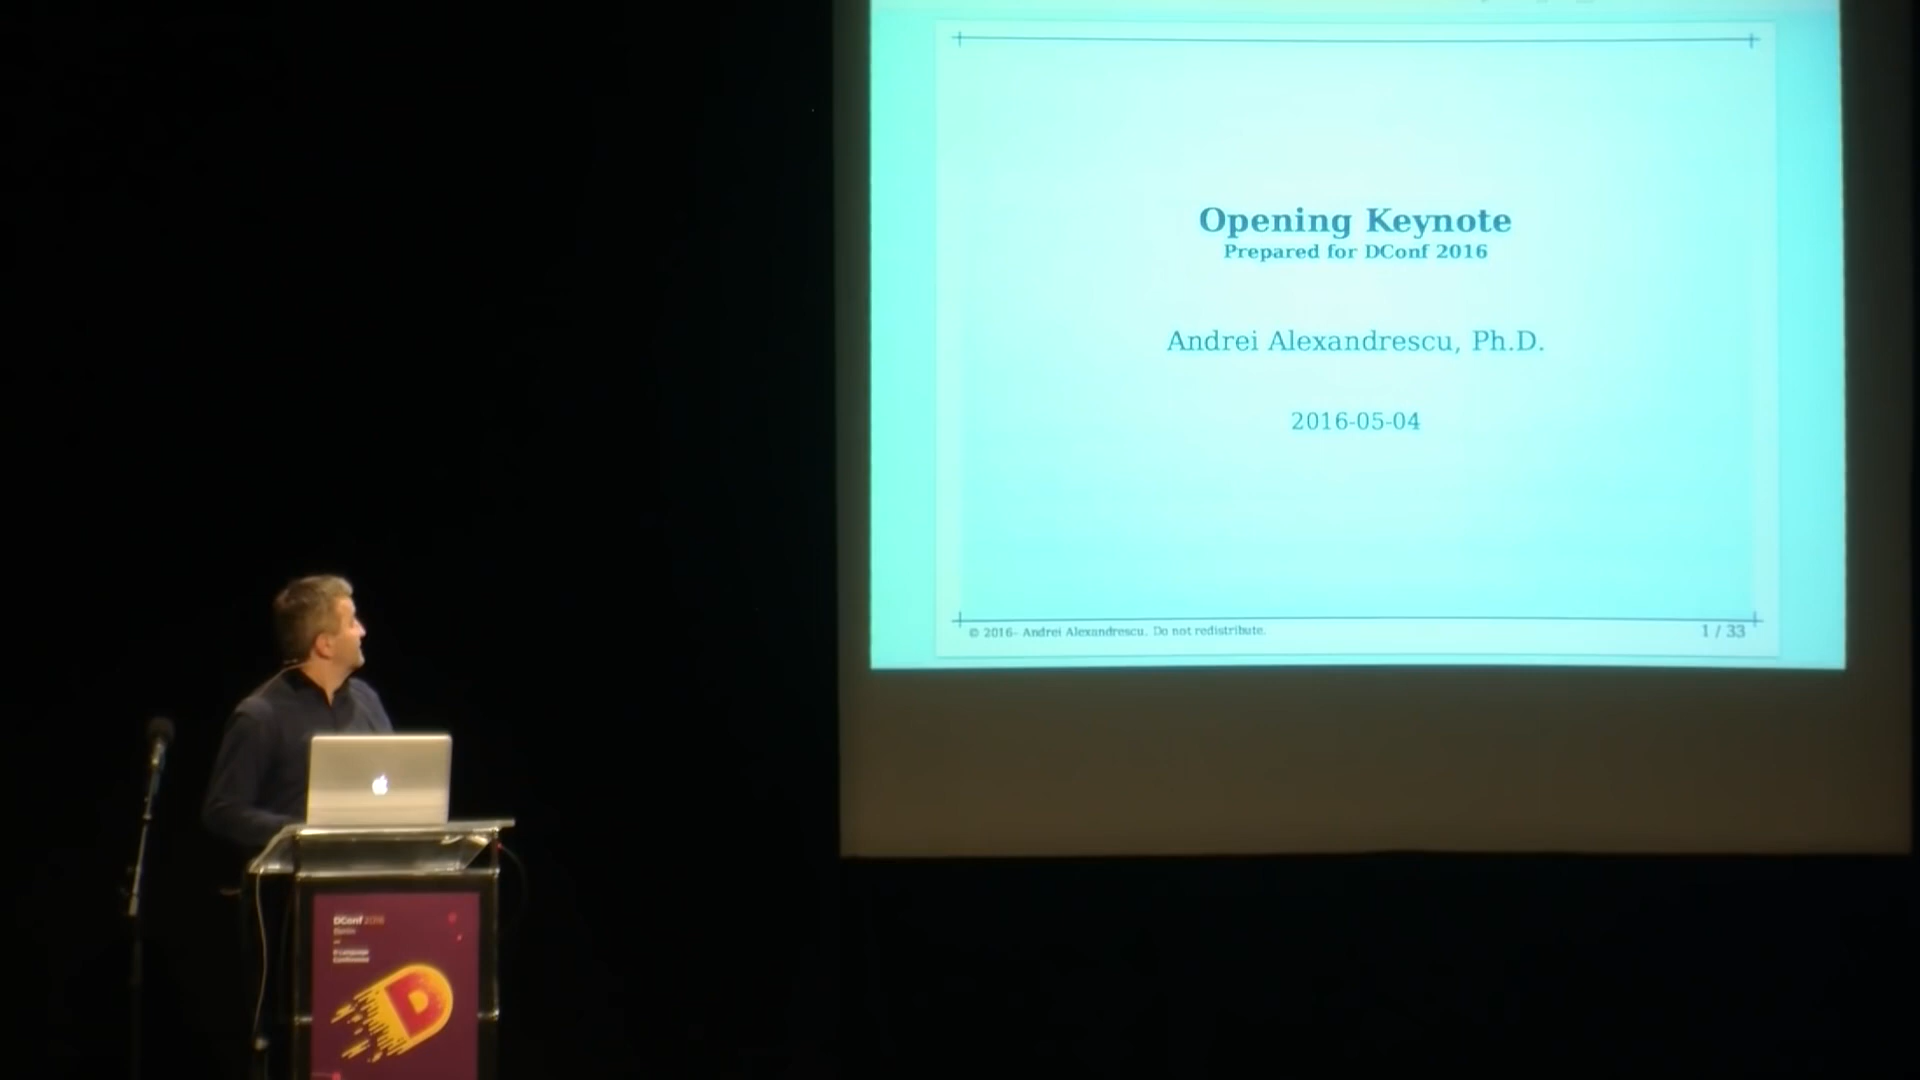 Opening Keynote
Prepared for DConf 2016
Andrei Alexandrescu, Ph.D.
2016-05-04
© 2016- Andrei Alexandrescu. Do not redistribute.
1 / 33
DConf 2016
D